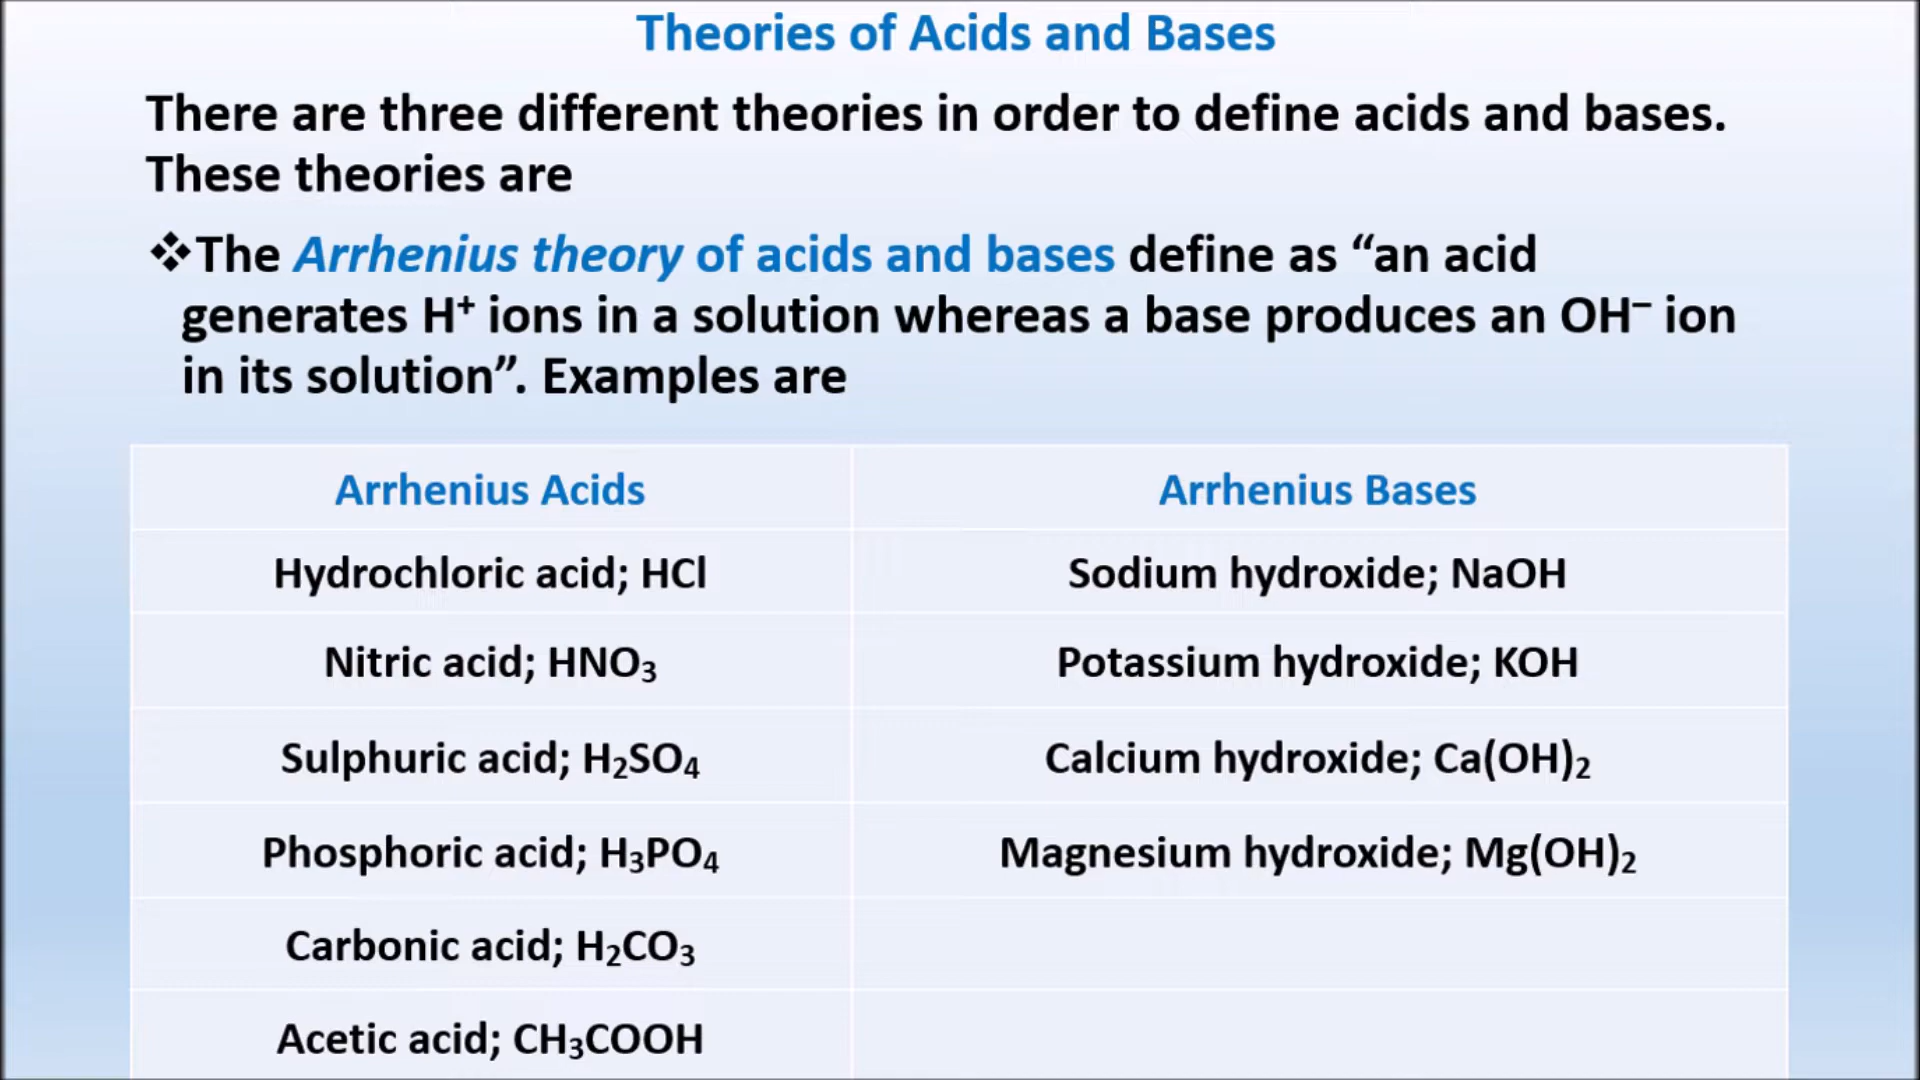 Theories of Acids and Bases
There are three different theories in order to define acids and bases.
These theories are
❖The Arrhenius theory of acids and bases define as “an acid
generates H⁺ ions in a solution whereas a base produces an OH⁻ ion
in its solution”. Examples are
Arrhenius Acids Arrhenius Bases
Hydrochloric acid; HCl Sodium hydroxide; NaOH
Nitric acid; HNO₃ Potassium hydroxide; KOH
Sulphuric acid; H₂SO₄ Calcium hydroxide; Ca(OH)₂
Phosphoric acid; H₃PO₄ Magnesium hydroxide; Mg(OH)₂
Carbonic acid; H₂CO₃
Acetic acid; CH₃COOH